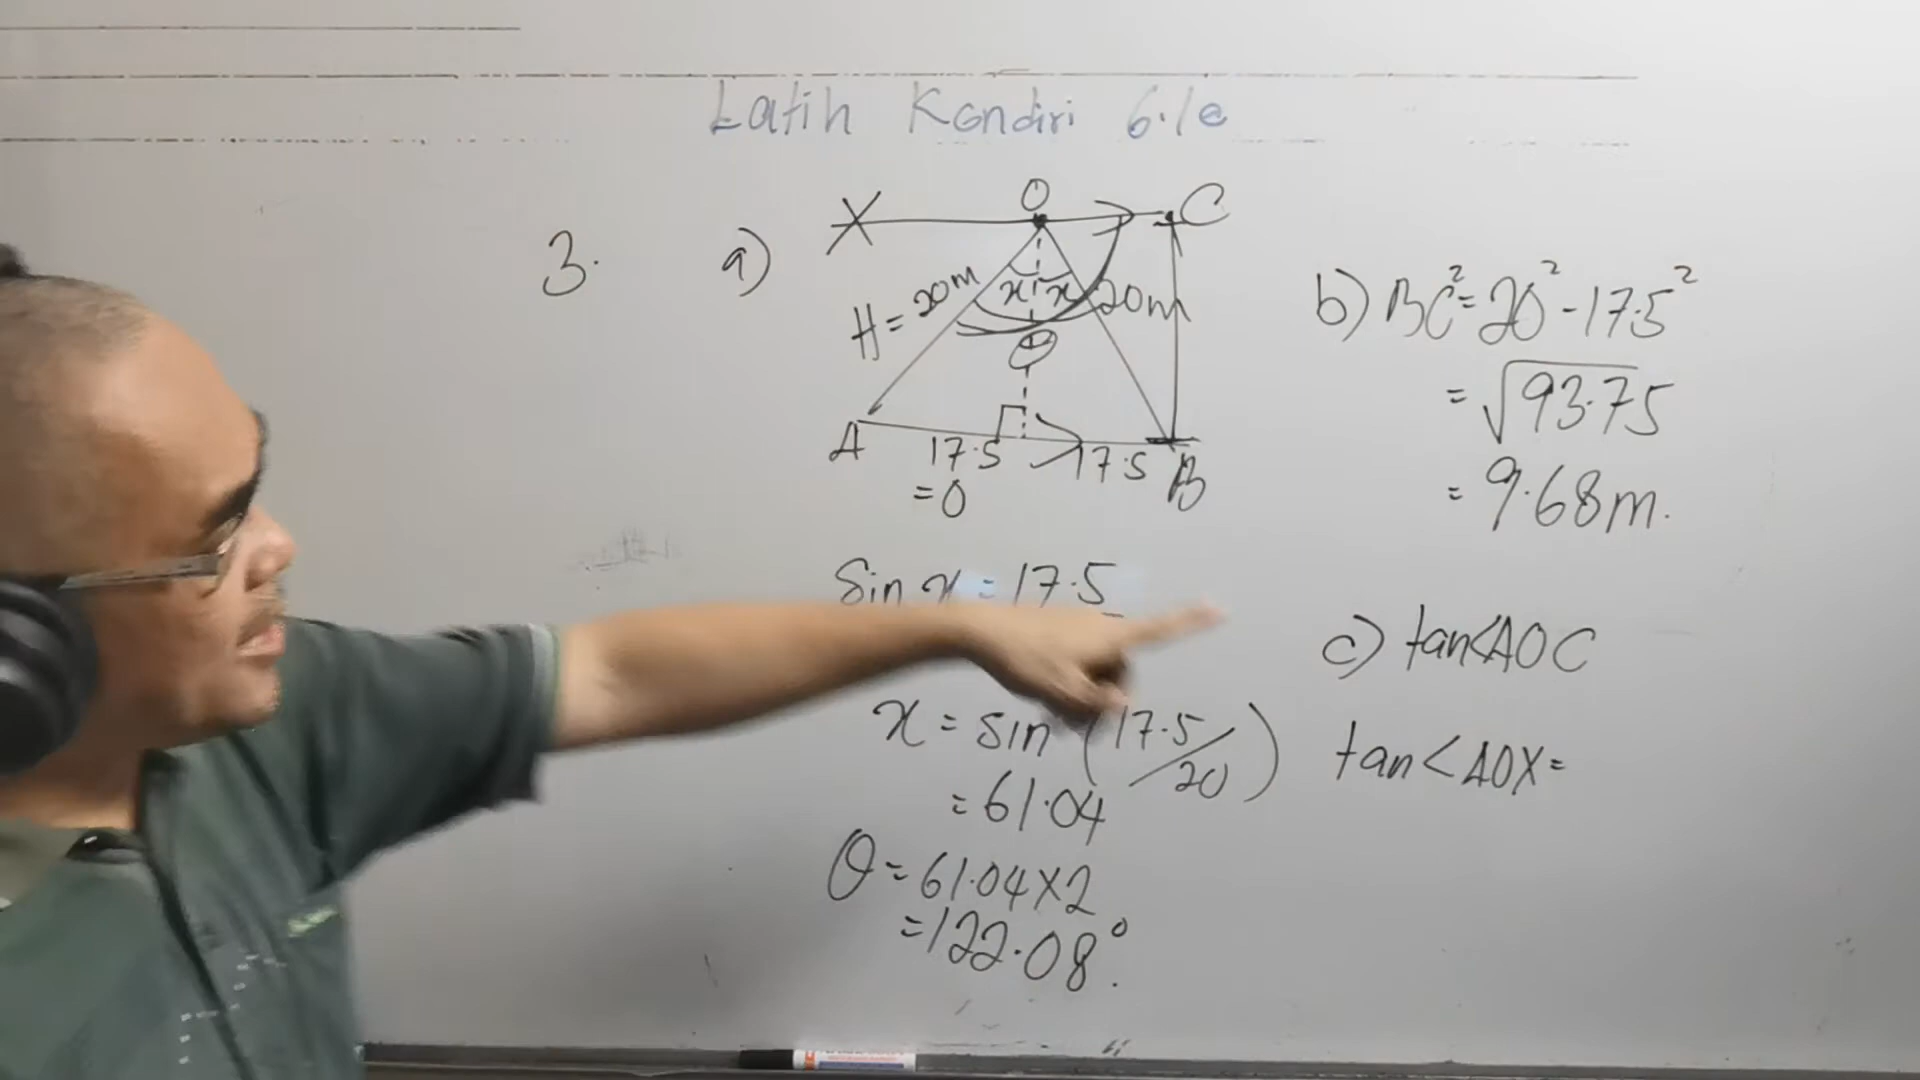 Latih Kendiri 6.1e
3.
a)
X
O
C
H = 20m
x
x
20m
θ
A
17.5
17.5
B
= O
Sin x = 17.5
x = sin (17.5/20)
= 61.04
θ = 61.04 x 2
= 122.08°.
b) BC² = 20² - 17.5²
= √93.75
= 9.68m.
c) tan<AOC
tan<AOX =